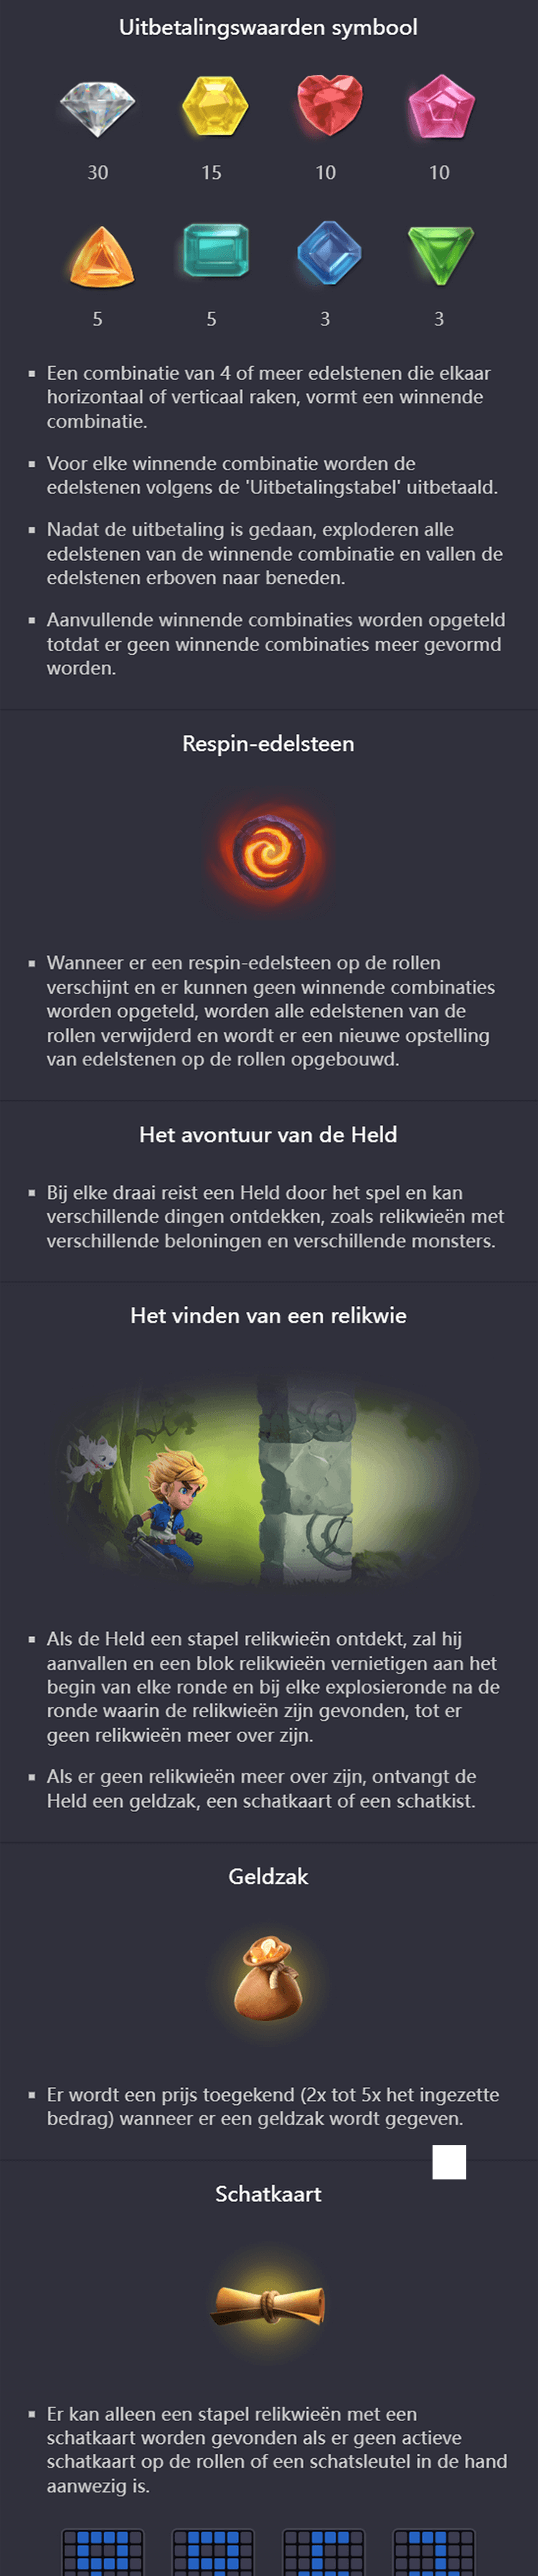 Uitbetalingswaarden symbool
30 15 10 10
5 5 3 3
Een combinatie van 4 of meer edelstenen die elkaar
horizontaal of verticaal raken, vormt een winnende
combinatie.
Voor elke winnende combinatie worden de
edelstenen volgens de 'Uitbetalingstabel' uitbetaald.
Nadat de uitbetaling is gedaan, exploderen alle
edelstenen van de winnende combinatie en vallen de
edelstenen erboven naar beneden.
Aanvullende winnende combinaties worden opgeteld
totdat er geen winnende combinaties meer gevormd
worden.
Respin-edelsteen
Wanneer er een respin-edelsteen op de rollen
verschijnt en er kunnen geen winnende combinaties
worden opgeteld, worden alle edelstenen van de
rollen verwijderd en wordt er een nieuwe opstelling
van edelstenen op de rollen opgebouwd.
Het avontuur van de Held
Bij elke draai reist een Held door het spel en kan
verschillende dingen ontdekken, zoals relikwieën met
verschillende beloningen en verschillende monsters.
Het vinden van een relikwie
Als de Held een stapel relikwieën ontdekt, zal hij
aanvallen en een blok relikwieën vernietigen aan het
begin van elke ronde en bij elke explosieronde na de
ronde waarin de relikwieën zijn gevonden, tot er
geen relikwieën meer over zijn.
Als er geen relikwieën meer over zijn, ontvangt de
Held een geldzak, een schatkaart of een schatkist.
Geldzak
Er wordt een prijs toegekend (2x tot 5x het ingezette
bedrag) wanneer er een geldzak wordt gegeven.
Schatkaart
Er kan alleen een stapel relikwieën met een
schatkaart worden gevonden als er geen actieve
schatkaart op de rollen of een schatsleutel in de hand
aanwezig is.